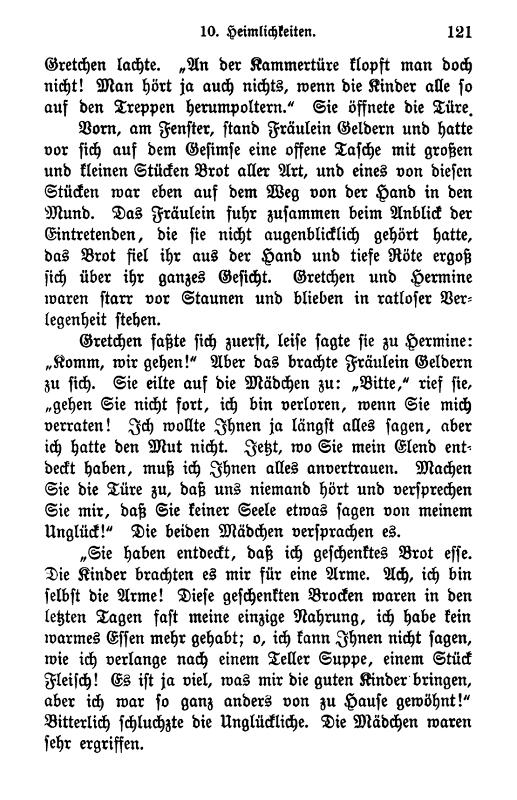 10. Heimlichkeiten. 121
Gretchen lachte. „An der Kammertüre klopft man doch
nicht! Man hört ja auch nichts, wenn die Kinder alle so
auf den Treppen herumpoltern.“ Sie öffnete die Türe.
Vorn, am Fenster, stand Fräulein Geldern und hatte
vor sich auf dem Gesimse eine offene Tasche mit großen
und kleinen Stücken Brot aller Art, und eines von diesen
Stücken war eben auf dem Weg von der Hand in den
Mund. Das Fräulein fuhr zusammen beim Anblick der
Eintretenden, die sie nicht augenblicklich gehört hatte,
das Brot fiel ihr aus der Hand und tiefe Röte ergoß
sich über ihr ganzes Gesicht. Gretchen und Hermine
waren starr vor Staunen und blieben in ratloser Ver-
legenheit stehen.
Gretchen faßte sich zuerst, leise sagte sie zu Hermine:
„Komm, wir gehen!“ Aber das brachte Fräulein Geldern
zu sich. Sie eilte auf die Mädchen zu: „Bitte,“ rief sie,
„gehen Sie nicht fort, ich bin verloren, wenn Sie mich
verraten! Ich wollte Ihnen ja längst alles sagen, aber
ich hatte den Mut nicht. Jetzt, wo Sie mein Elend ent-
deckt haben, muß ich Ihnen alles anvertrauen. Machen
Sie die Türe zu, daß uns niemand hört und versprechen
Sie mir, daß Sie keiner Seele etwas sagen von meinem
Unglück!“ Die beiden Mädchen versprachen es.
„Sie haben entdeckt, daß ich geschenktes Brot esse.
Die Kinder brachten es mir für eine Arme. Ach, ich bin
selbst die Arme! Diese geschenkten Brocken waren in den
letzten Tagen fast meine einzige Nahrung, ich habe kein
warmes Essen mehr gehabt; o, ich kann Ihnen nicht sagen,
wie ich verlange nach einem Teller Suppe, einem Stück
Fleisch! Es ist ja viel, was mir die guten Kinder bringen,
aber ich war so ganz anders von zu Hause gewöhnt!“
Bitterlich schluchzte die Unglückliche. Die Mädchen waren
sehr ergriffen.